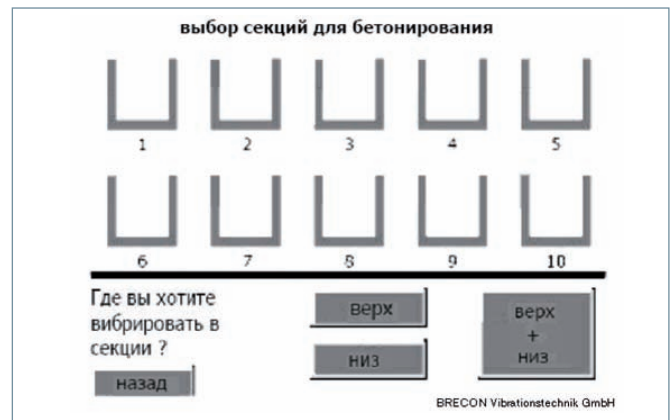 выбор секций для бетонирования
1 2 3 4 5
6 7 8 9 10
Где вы хотите
вибрировать в
секции ?
назад
верх
низ
верх
+
низ
BRECON Vibrationstechnik GmbH